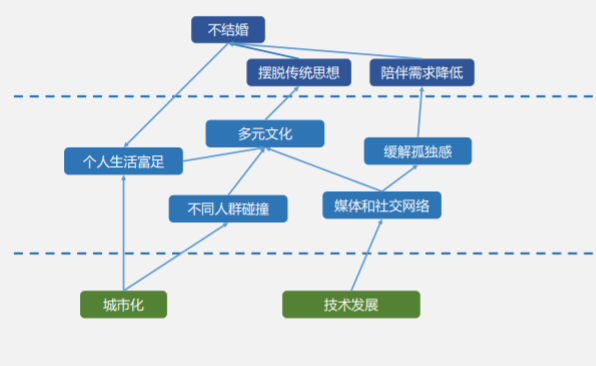 不结婚
摆脱传统思想
陪伴需求降低
多元文化
缓解孤独感
个人生活富足
不同人群碰撞
媒体和社交网络
城市化
技术发展